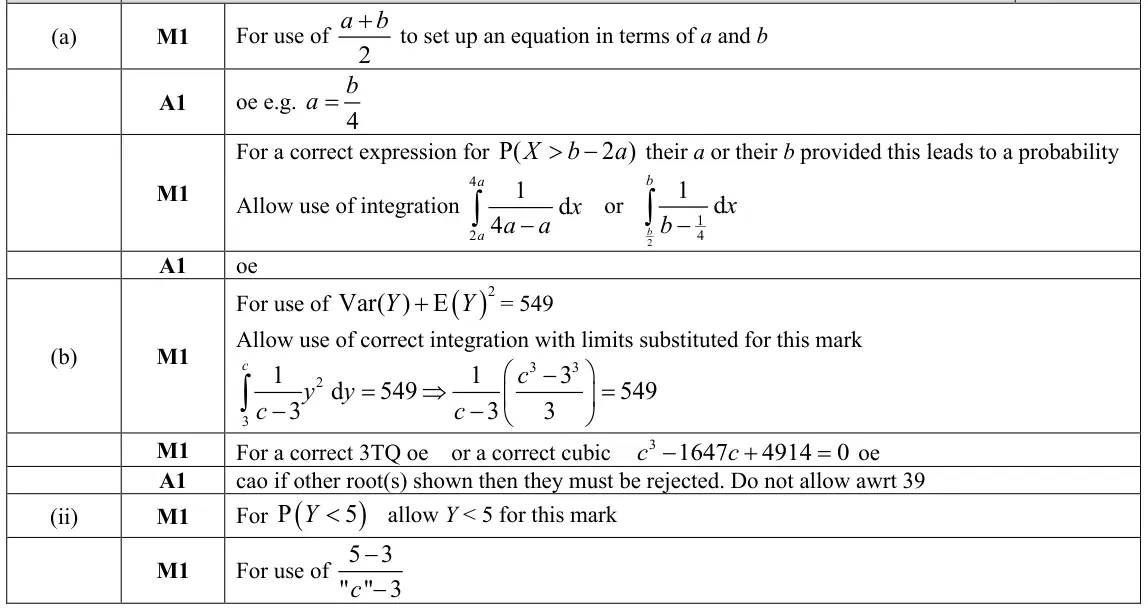 (a) M1 For use of (a + b)/2 to set up an equation in terms of a and b
A1 oe e.g. a = b/4
M1 For a correct expression for P(X > b − 2a) their a or their b provided this leads to a probability
Allow use of integration ∫_{2a}^{4a} 1/(4a − a) dx or ∫_{b/2}^{b} 1/(b − 1/4) dx
A1 oe
(b) M1 For use of Var(Y) + E(Y)² = 549
Allow use of correct integration with limits substituted for this mark
∫_{3}^{c} 1/(c − 3) y² dy = 549 ⇒ 1/(c − 3) ((c³ − 3³)/3) = 549
M1 For a correct 3TQ oe or a correct cubic c³ − 1647c + 4914 = 0 oe
A1 cao if other root(s) shown then they must be rejected. Do not allow awrt 39
(ii) M1 For P(Y < 5) allow Y < 5 for this mark
M1 For use of (5 − 3)/("c" − 3)